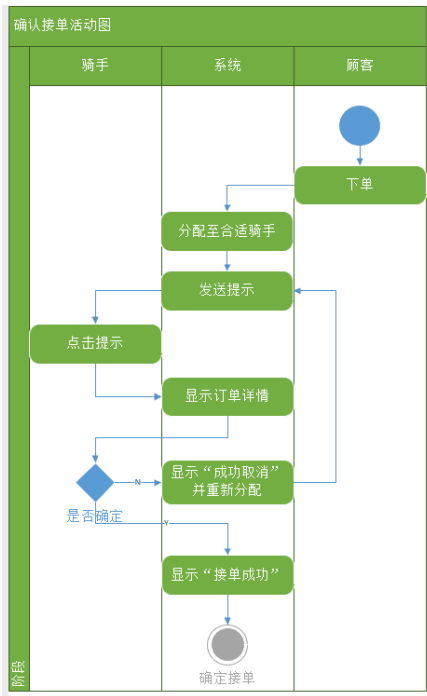 确认接单活动图
骑手
系统
顾客
下单
分配至合适骑手
发送提示
点击提示
显示订单详情
显示“成功取消”
并重新分配
N
是否确定
Y
显示“接单成功”
确定接单
阶段